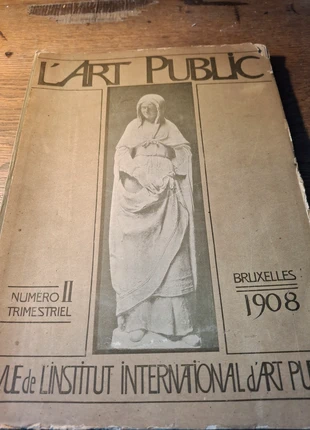 L'ART PUBLIC
NUMERO II
TRIMESTRIEL
BRUXELLES
1908
VUE de L'INSTITUT INTERNATIONAL d'ART PU